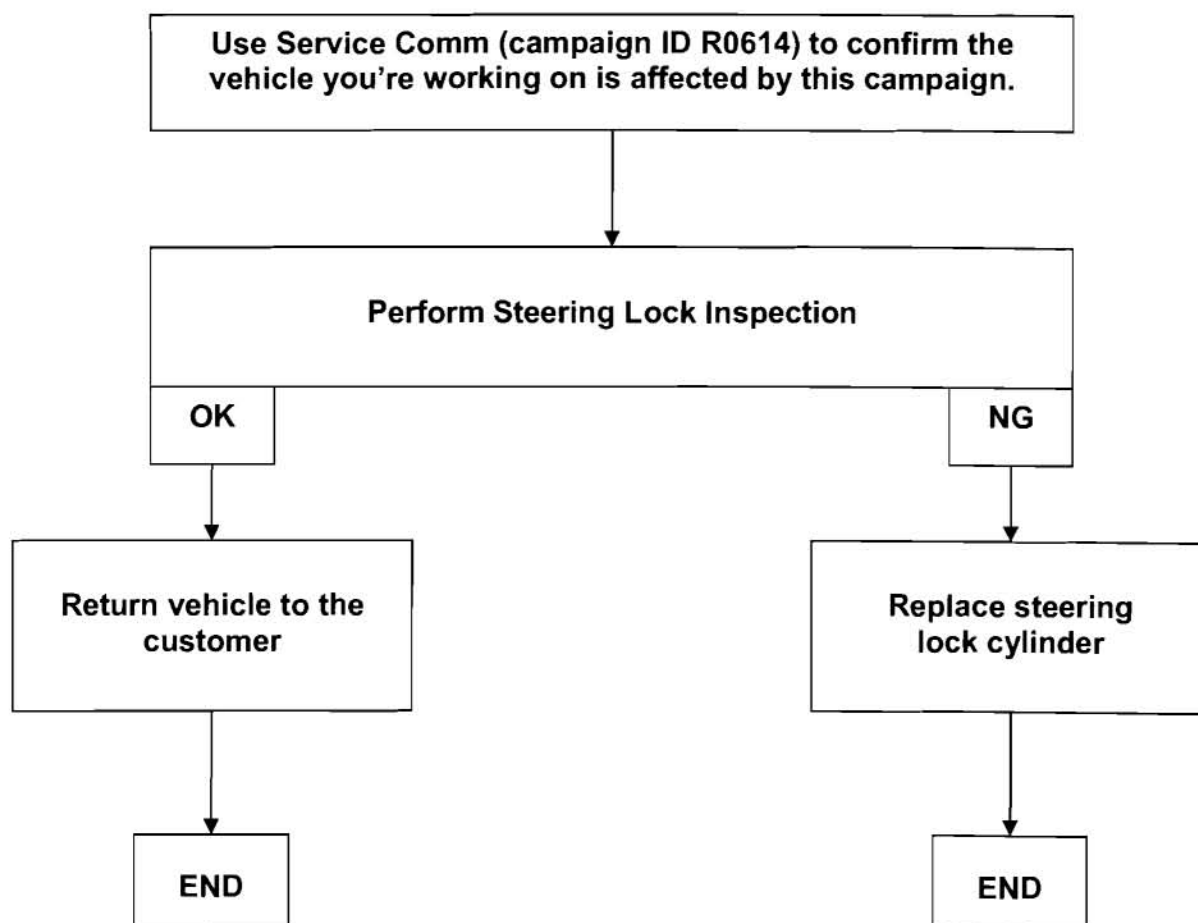 Use Service Comm (campaign ID R0614) to confirm the
vehicle you're working on is affected by this campaign.
Perform Steering Lock Inspection
OK
NG
Return vehicle to the
customer
Replace steering
lock cylinder
END
END